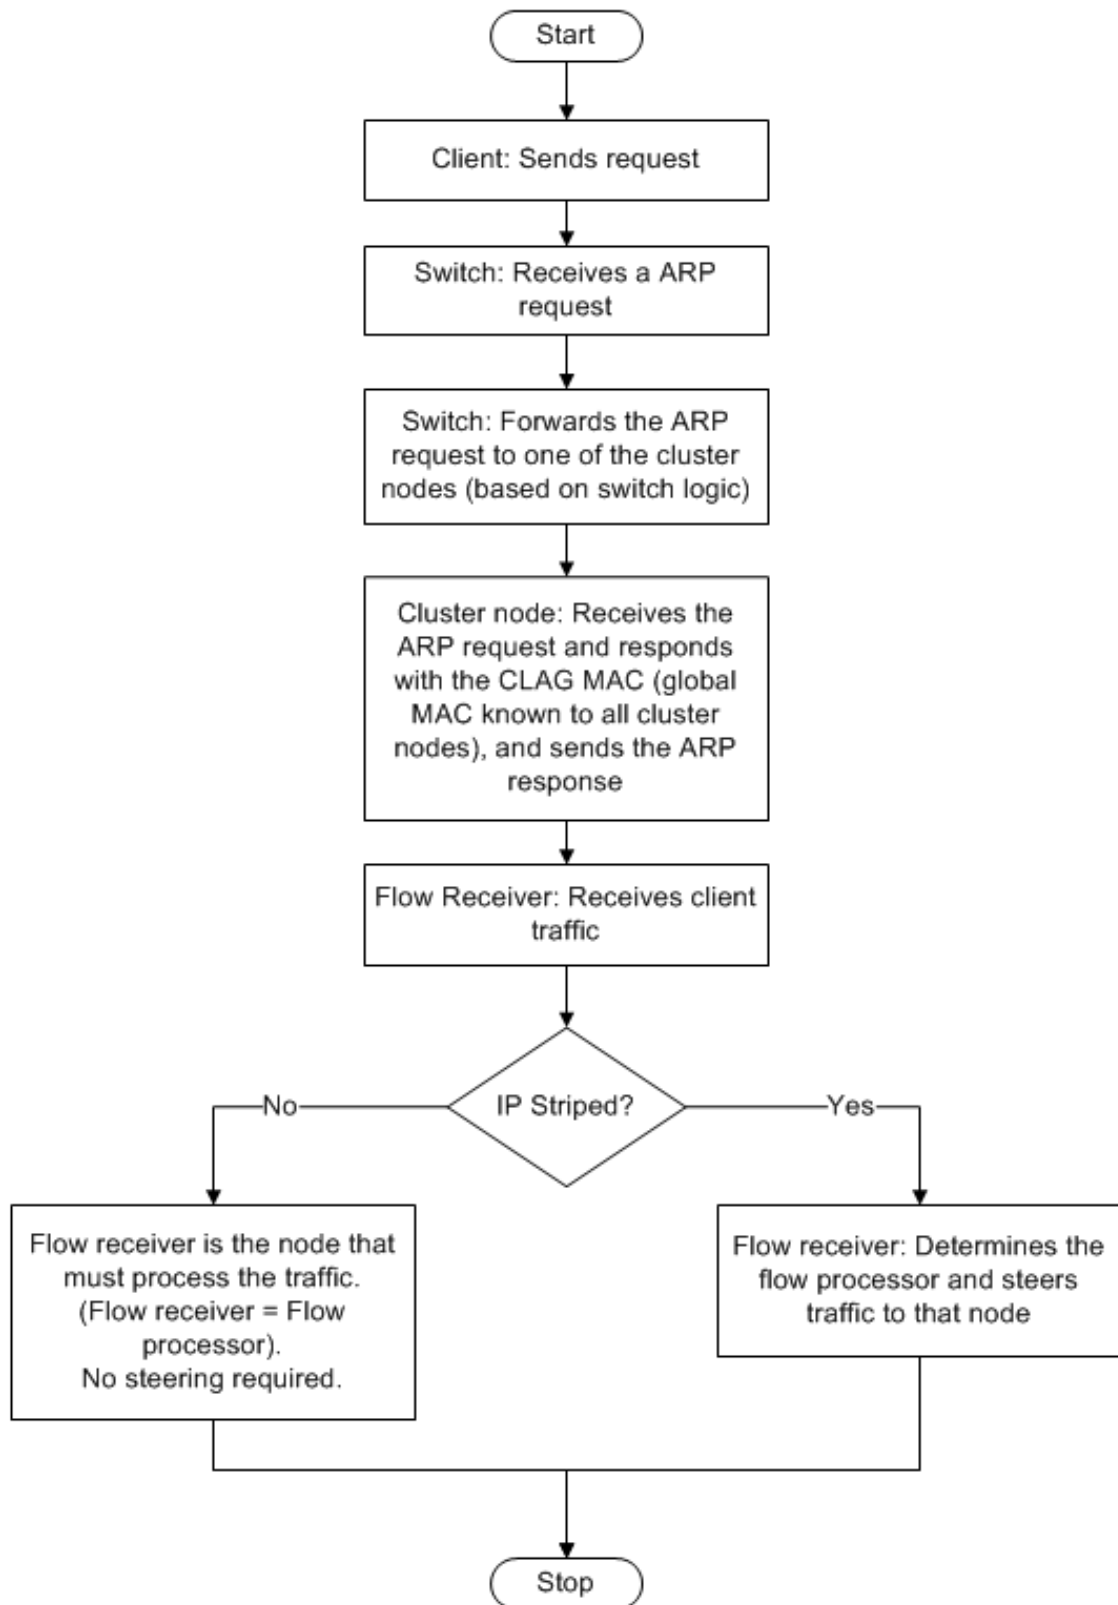 Start
Client: Sends request
Switch: Receives a ARP
request
Switch: Forwards the ARP
request to one of the cluster
nodes (based on switch logic)
Cluster node: Receives the
ARP request and responds
with the CLAG MAC (global
MAC known to all cluster
nodes), and sends the ARP
response
Flow Receiver: Receives client
traffic
IP Striped?
No
Yes
Flow receiver is the node that
must process the traffic.
(Flow receiver = Flow
processor).
No steering required.
Flow receiver: Determines the
flow processor and steers
traffic to that node
Stop